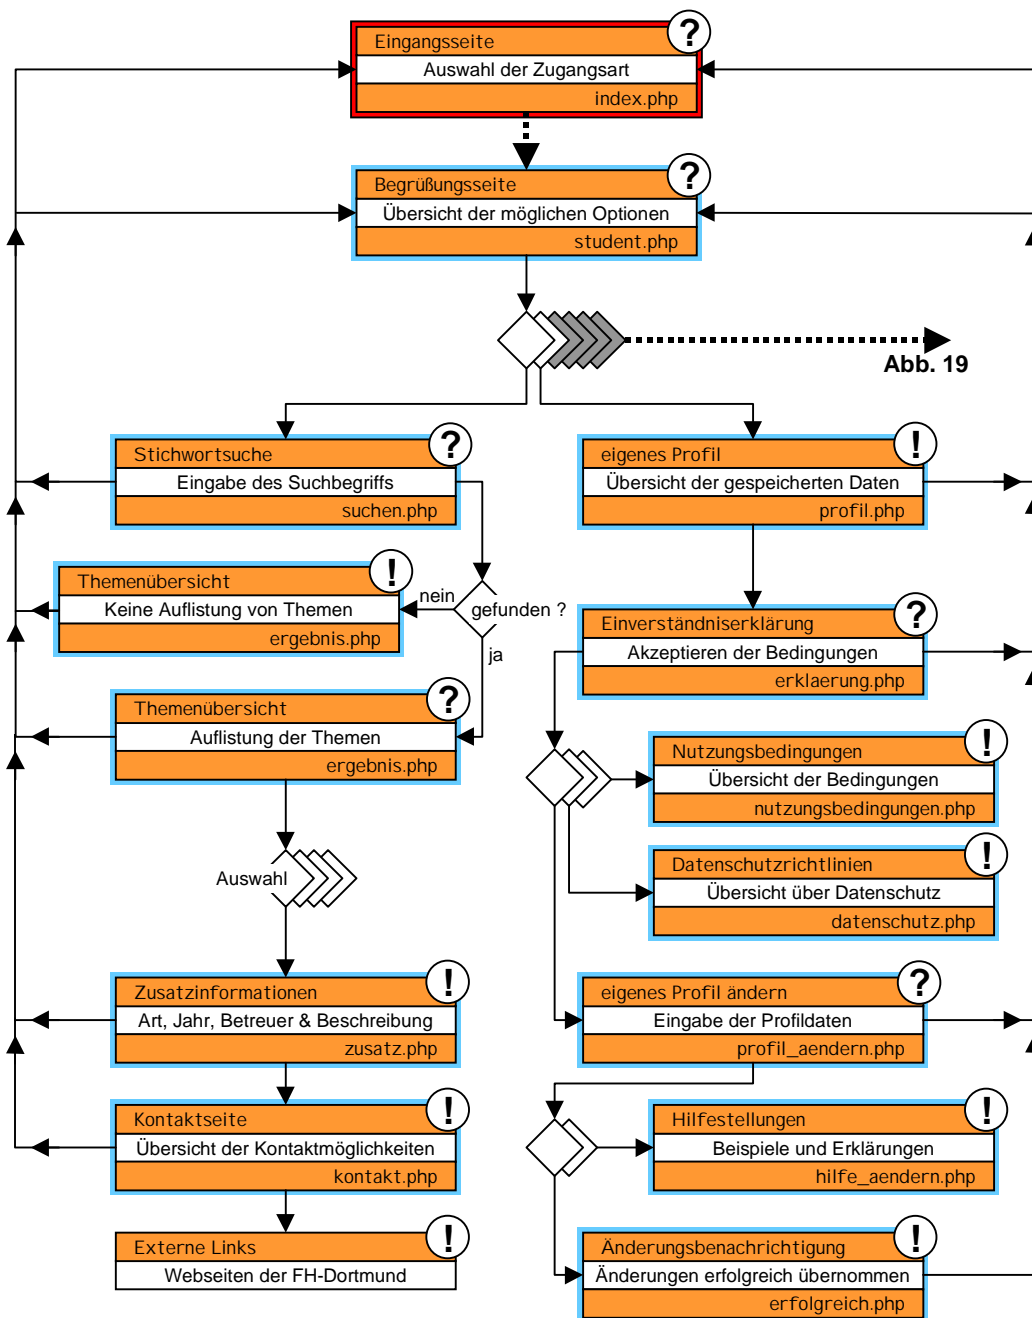 Eingangsseite
?
Auswahl der Zugangsart
index.php
Begrüßungsseite
?
Übersicht der möglichen Optionen
student.php
Abb. 19
Stichwortsuche
?
Eingabe des Suchbegriffs
suchen.php
eigenes Profil
!
Übersicht der gespeicherten Daten
profil.php
Themenübersicht
!
Keine Auflistung von Themen
ergebnis.php
nein
gefunden ?
ja
Einverständniserklärung
?
Akzeptieren der Bedingungen
erklaerung.php
Themenübersicht
?
Auflistung der Themen
ergebnis.php
Nutzungsbedingungen
!
Übersicht der Bedingungen
nutzungsbedingungen.php
Auswahl
Datenschutzrichtlinien
!
Übersicht über Datenschutz
datenschutz.php
Zusatzinformationen
!
Art, Jahr, Betreuer & Beschreibung
zusatz.php
eigenes Profil ändern
?
Eingabe der Profildaten
profil_aendern.php
Kontaktseite
!
Übersicht der Kontaktmöglichkeiten
kontakt.php
Hilfestellungen
!
Beispiele und Erklärungen
hilfe_aendern.php
Externe Links
!
Webseiten der FH-Dortmund
Änderungsbenachrichtigung
!
Änderungen erfolgreich übernommen
erfolgreich.php